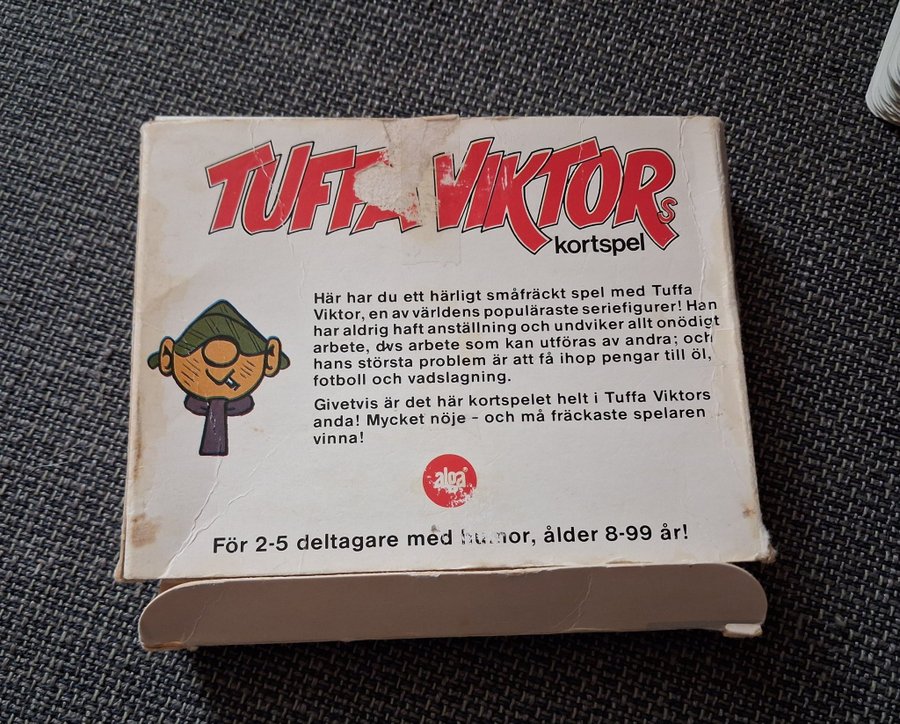 TUFFA VIKTORs
kortspel
Här har du ett härligt småfräckt spel med Tuffa
Viktor, en av världens populäraste seriefigurer! Han
har aldrig haft anställning och undviker allt onödigt
arbete, dvs arbete som kan utföras av andra; och
hans största problem är att få ihop pengar till öl,
fotboll och vadslagning.
Givetvis är det här kortspelet helt i Tuffa Viktors
anda! Mycket nöje - och må fräckaste spelaren
vinna!
alga
För 2-5 deltagare med humor, ålder 8-99 år!